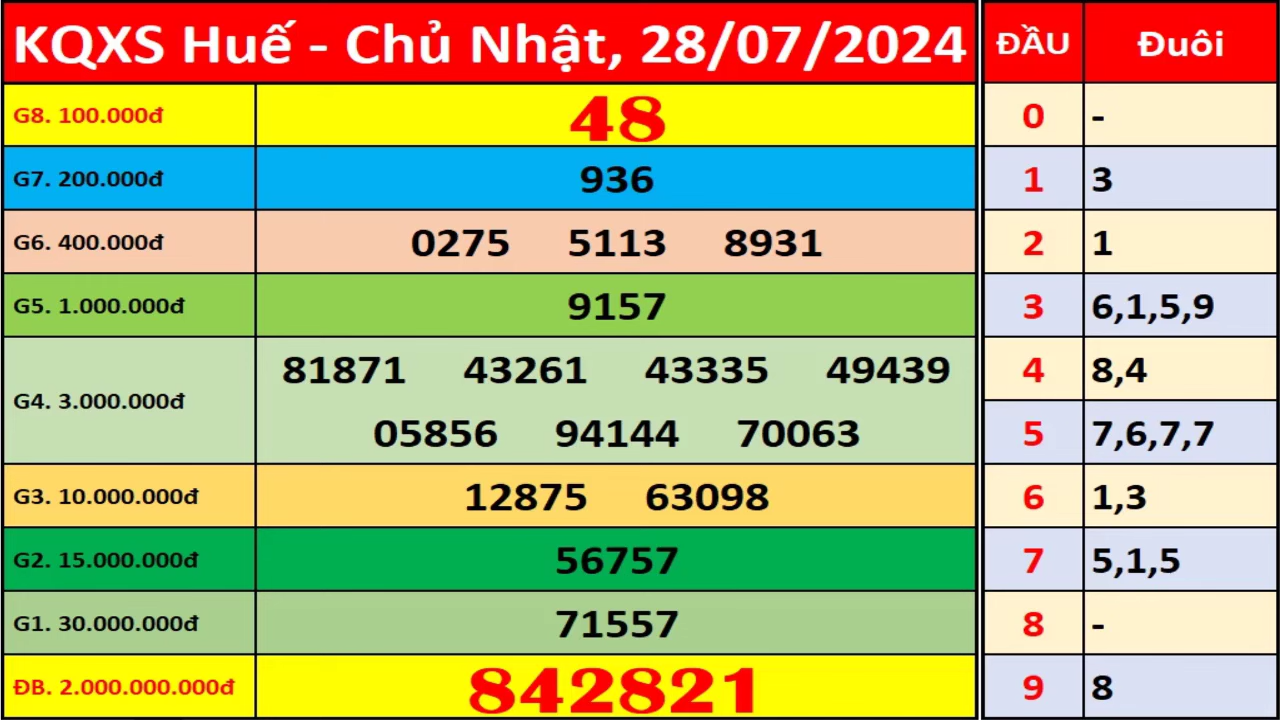 KQXS Huế - Chủ Nhật, 28/07/2024
G8. 100.000đ 48
G7. 200.000đ 936
G6. 400.000đ 0275 5113 8931
G5. 1.000.000đ 9157
G4. 3.000.000đ 81871 43261 43335 49439
05856 94144 70063
G3. 10.000.000đ 12875 63098
G2. 15.000.000đ 56757
G1. 30.000.000đ 71557
ĐB. 2.000.000.000đ 842821
ĐẦU Đuôi
0 -
1 3
2 1
3 6,1,5,9
4 8,4
5 7,6,7,7
6 1,3
7 5,1,5
8 -
9 8